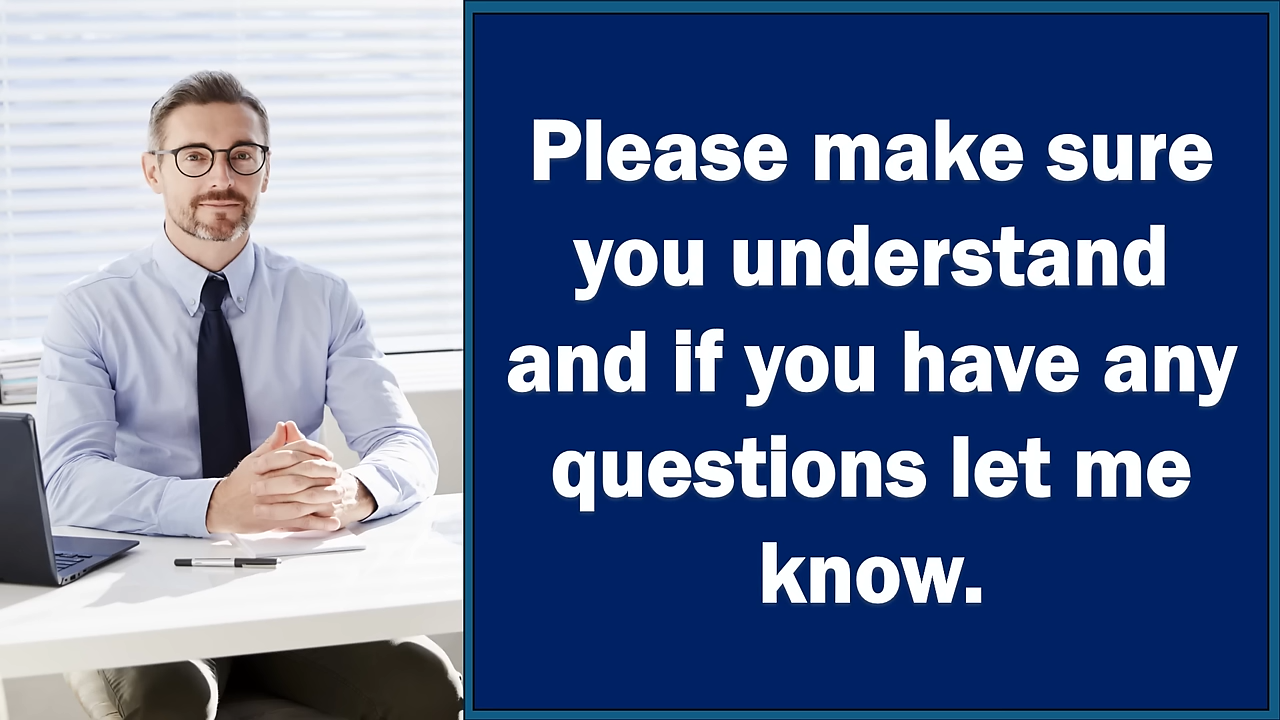 Please make sure
you understand
and if you have any
questions let me
know.